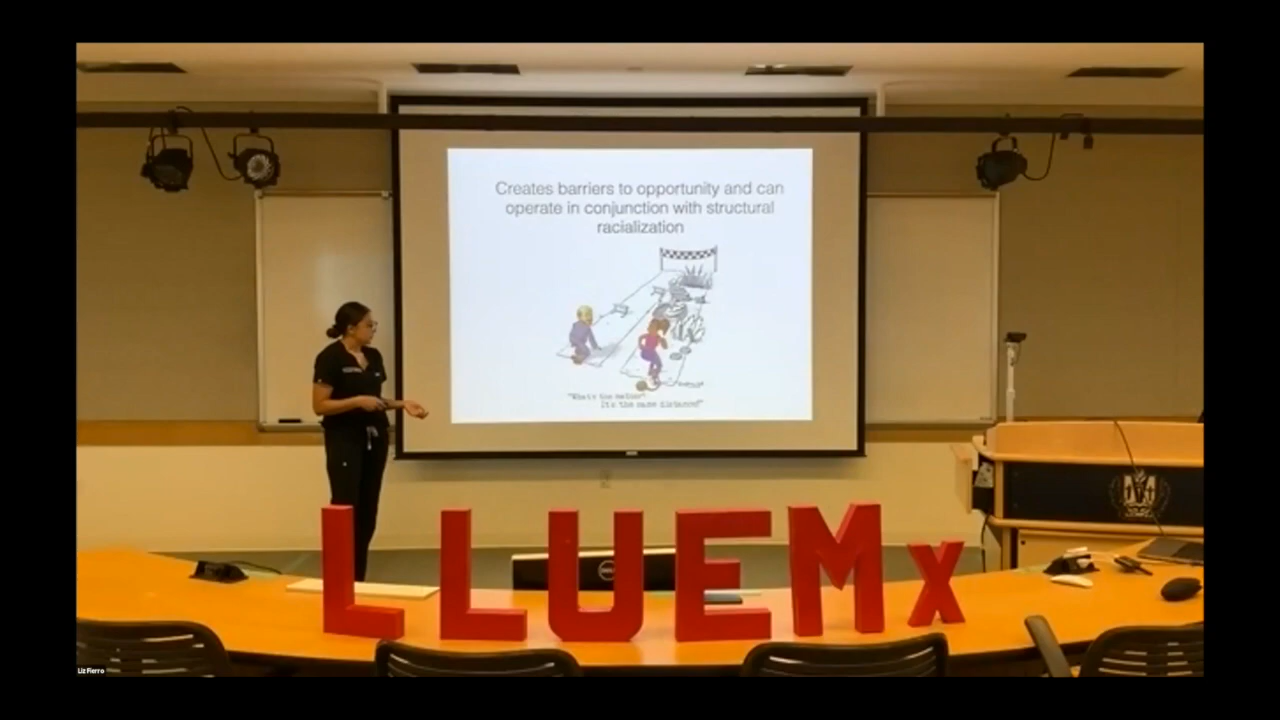 Creates barriers to opportunity and can
operate in conjunction with structural
racialization
"What's the matter?
It's the same distance!"
DELL
LLUEMx
Liz Fierro